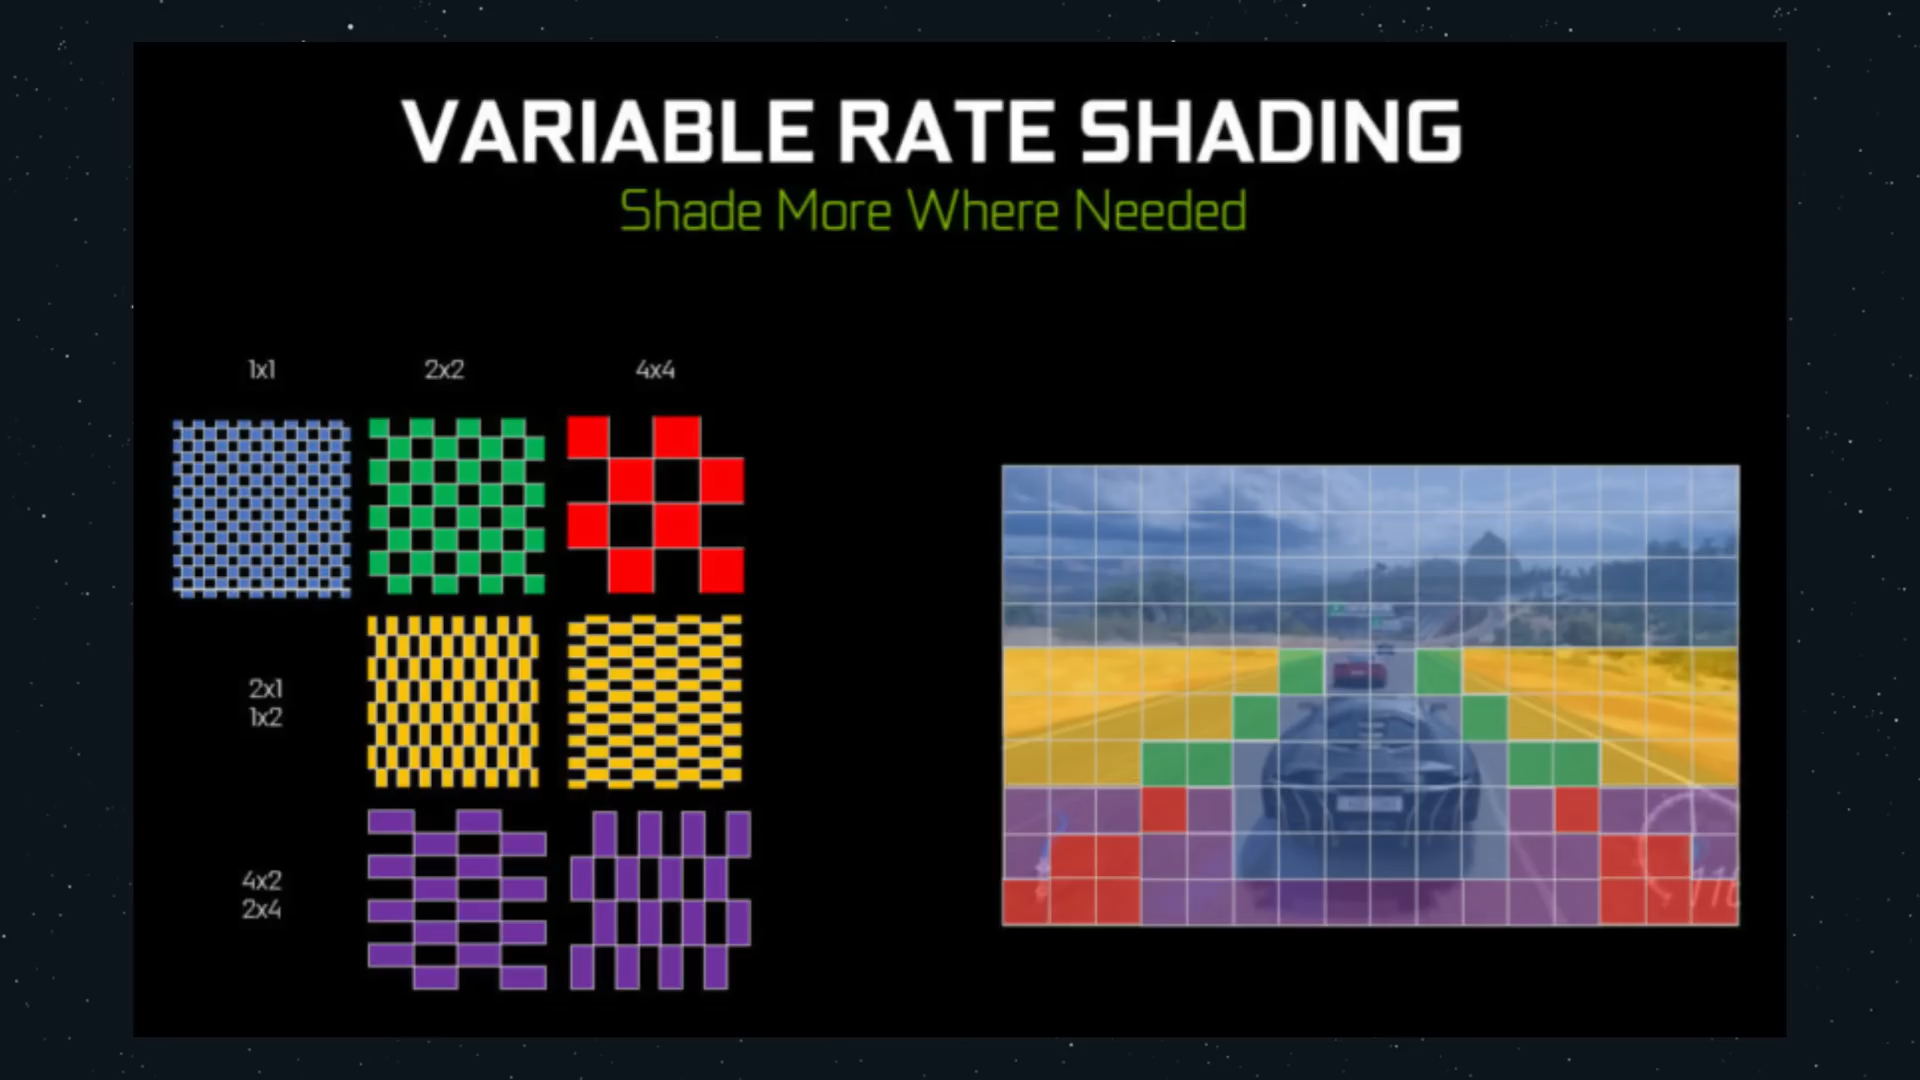 VARIABLE RATE SHADING
Shade More Where Needed
1x1
2x2
4x4
2x1
1x2
4x2
2x4